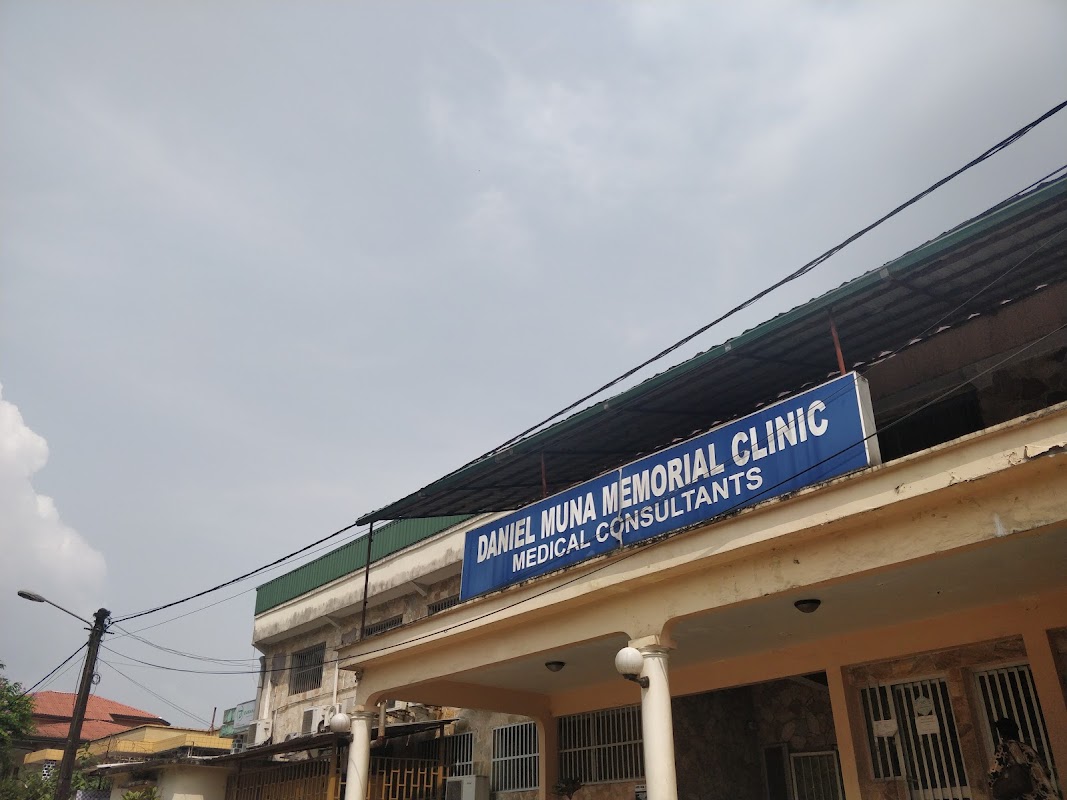 DANIEL MUNA MEMORIAL CLINIC
MEDICAL CONSULTANTS